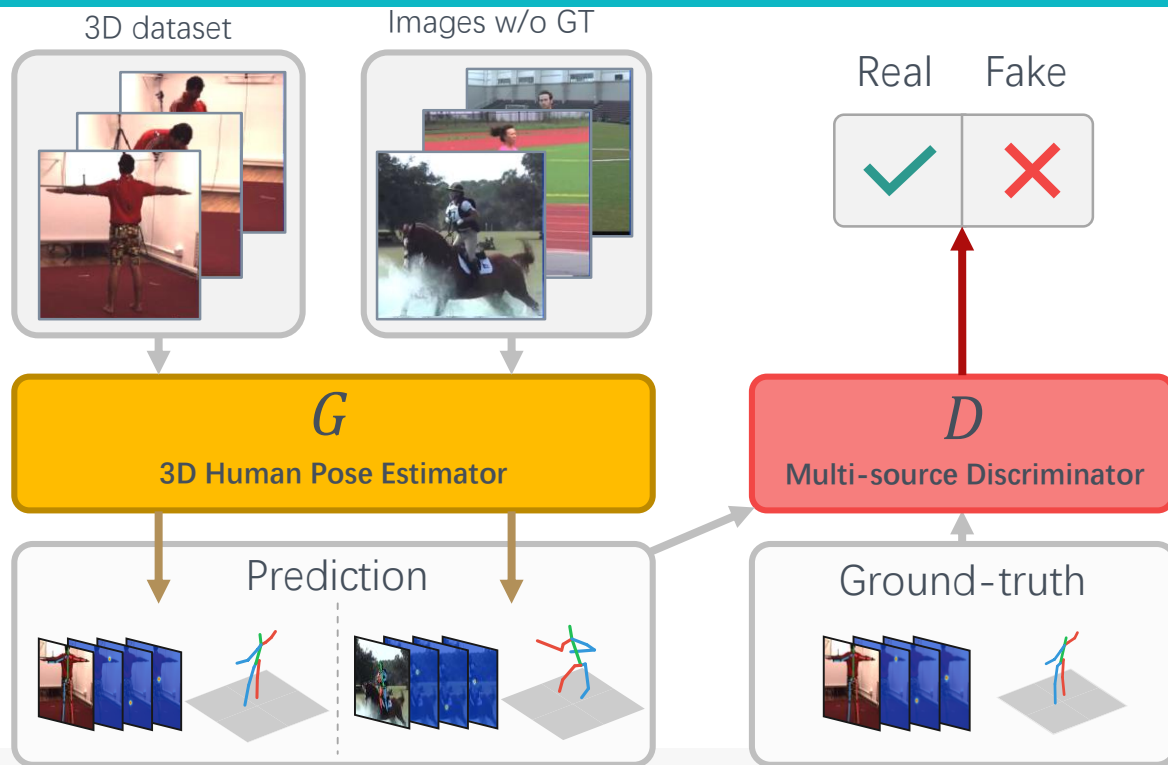 3D dataset
Images w/o GT
Real Fake
G
3D Human Pose Estimator
D
Multi-source Discriminator
Prediction
Ground-truth